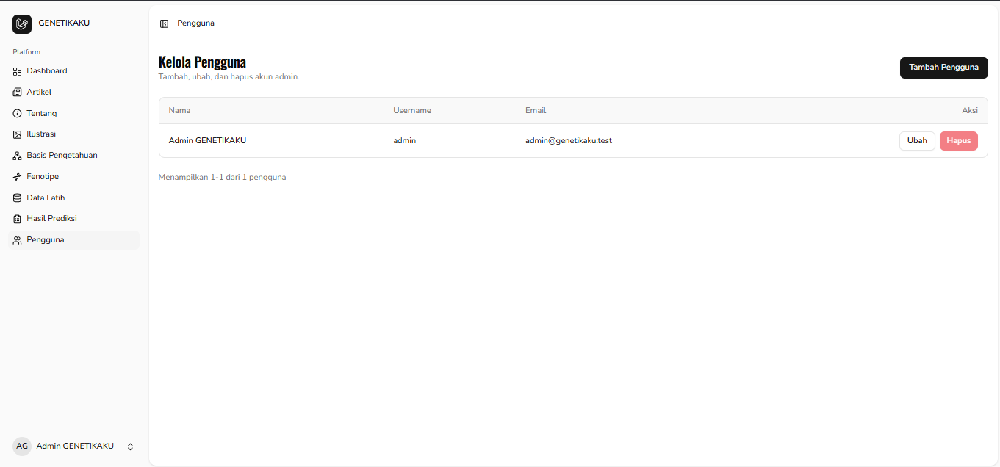 GENETIKAKU
Platform
Dashboard
Artikel
Tentang
Ilustrasi
Basis Pengetahuan
Fenotipe
Data Latih
Hasil Prediksi
Pengguna
AG Admin GENETIKAKU
Pengguna
Kelola Pengguna
Tambah, ubah, dan hapus akun admin.
Tambah Pengguna
Nama Username Email Aksi
Admin GENETIKAKU admin admin@genetikaku.test Ubah Hapus
Menampilkan 1-1 dari 1 pengguna